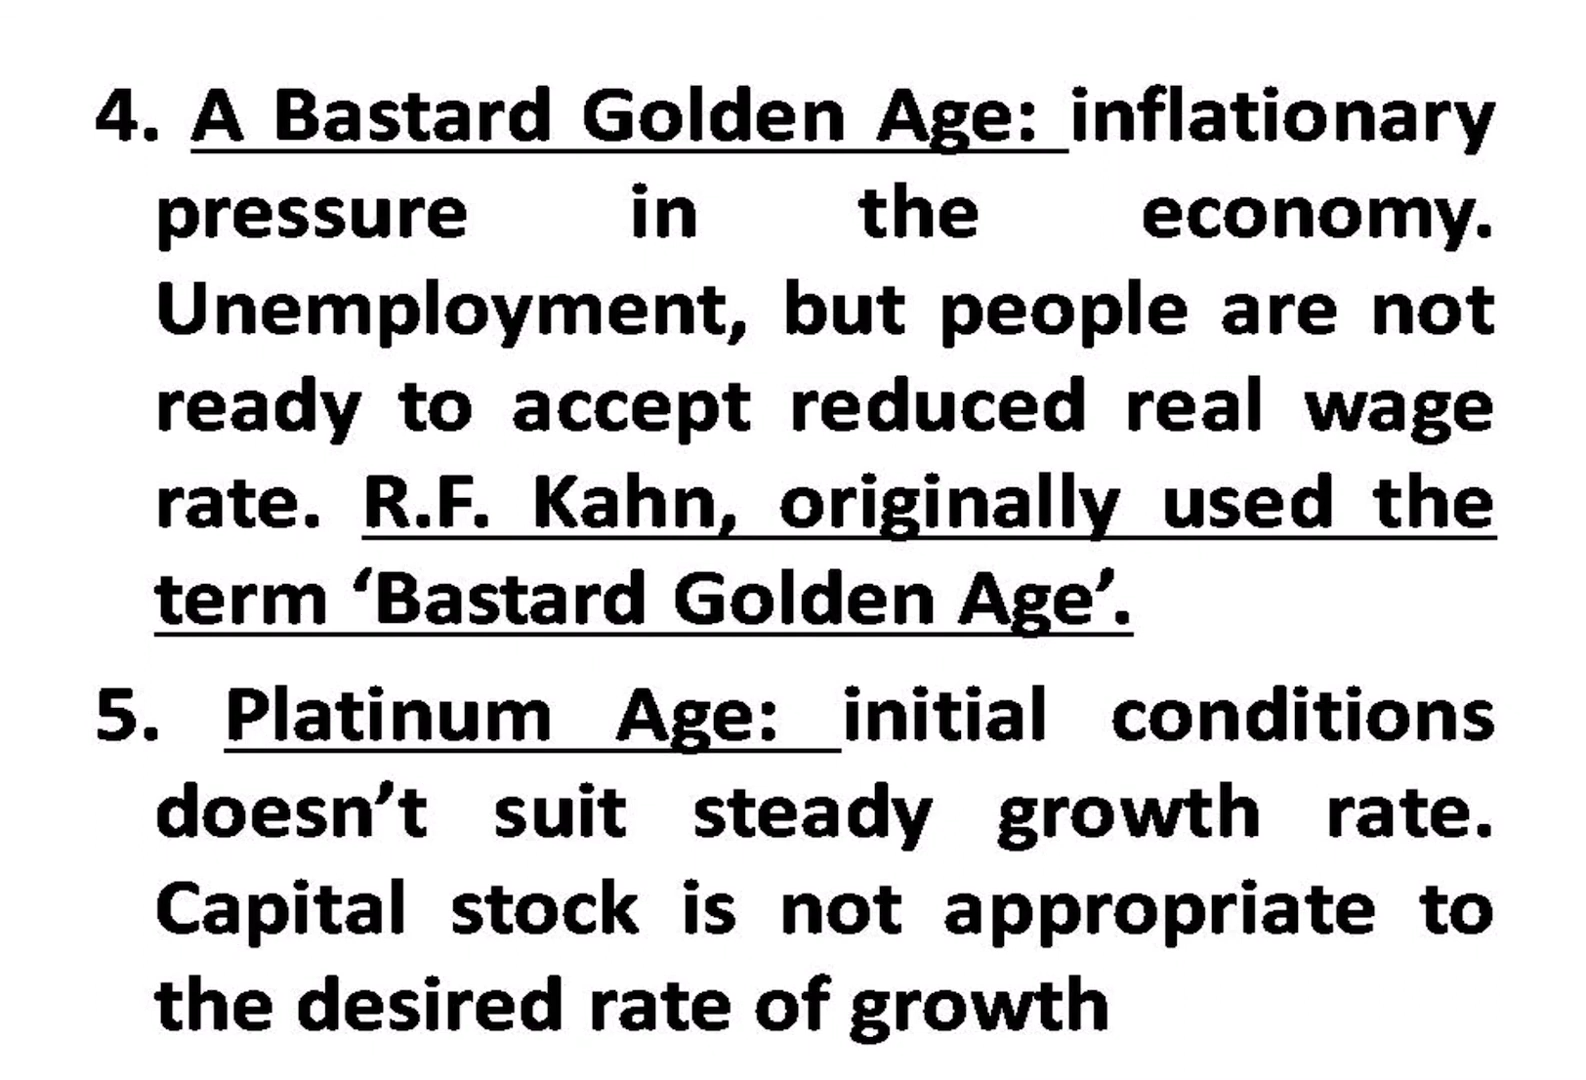 4. A Bastard Golden Age: inflationary
pressure in the economy.
Unemployment, but people are not
ready to accept reduced real wage
rate. R.F. Kahn, originally used the
term ‘Bastard Golden Age’.
5. Platinum Age: initial conditions
doesn’t suit steady growth rate.
Capital stock is not appropriate to
the desired rate of growth